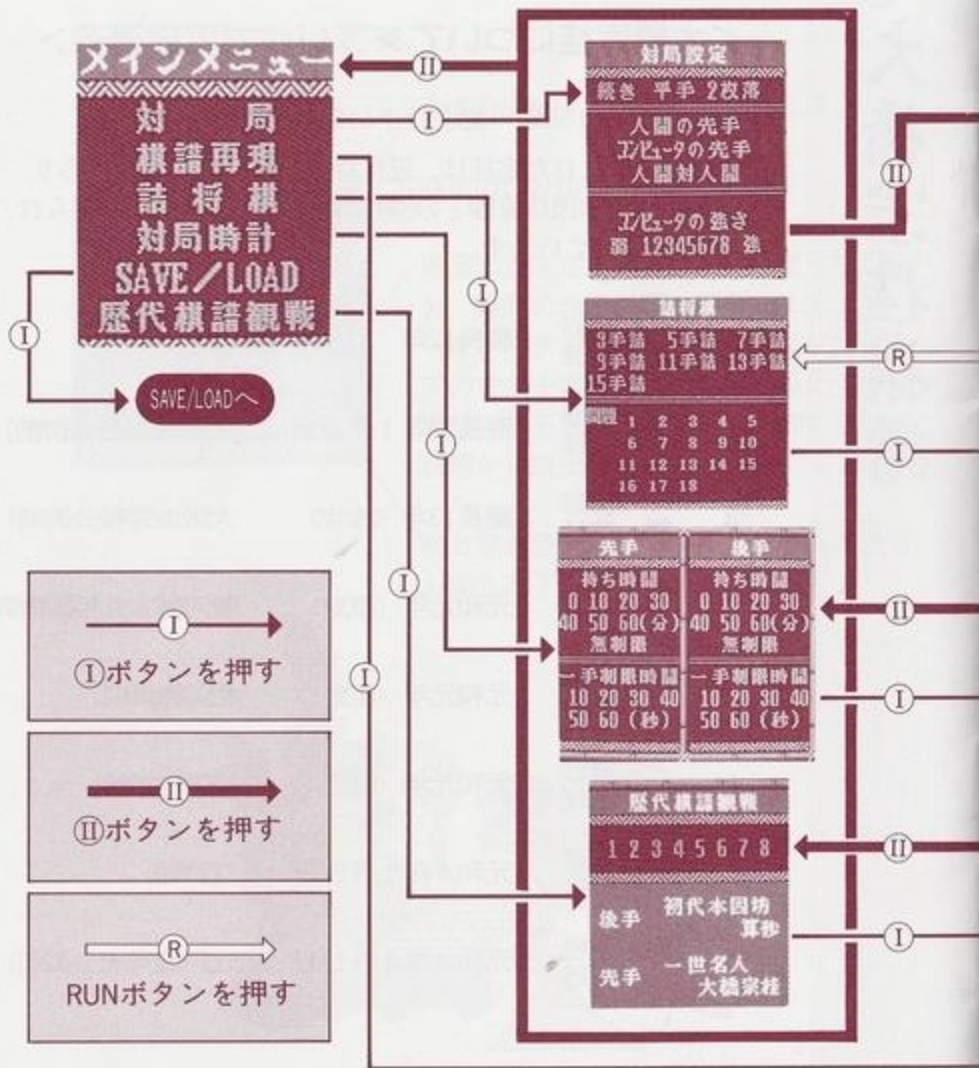 メインメニュー
対局
棋譜再現
詰将棋
対局時計
SAVE/LOAD
歴代棋譜観戦
Ⓘ
SAVE/LOADへ
Ⓘ
Ⓘボタンを押す
Ⓘ
Ⓘ
Ⓡ
RUNボタンを押す
Ⓘ
Ⓘ
Ⓘ
Ⓘ
対局設定
続き 平手 2枚落
人間の先手
コンピュータの先手
人間対人間
コンピュータの強さ
弱 12345678 強
詰将棋
3手詰 5手詰 7手詰
9手詰 11手詰 13手詰
15手詰
問題 1 2 3 4 5
6 7 8 9 10
11 12 13 14 15
16 17 18
先手
持ち時間
0 10 20 30
40 50 60(分)
無制限
一手制限時間
10 20 30 40
50 60 (秒)
後手
持ち時間
0 10 20 30
40 50 60(分)
無制限
一手制限時間
10 20 30 40
50 60 (秒)
歴代棋譜観戦
1 2 3 4 5 6 7 8
後手 初代本因坊
算砂
先手 一世名人
大橋宗桂
Ⓡ
Ⓘ
Ⓘ
Ⓘ